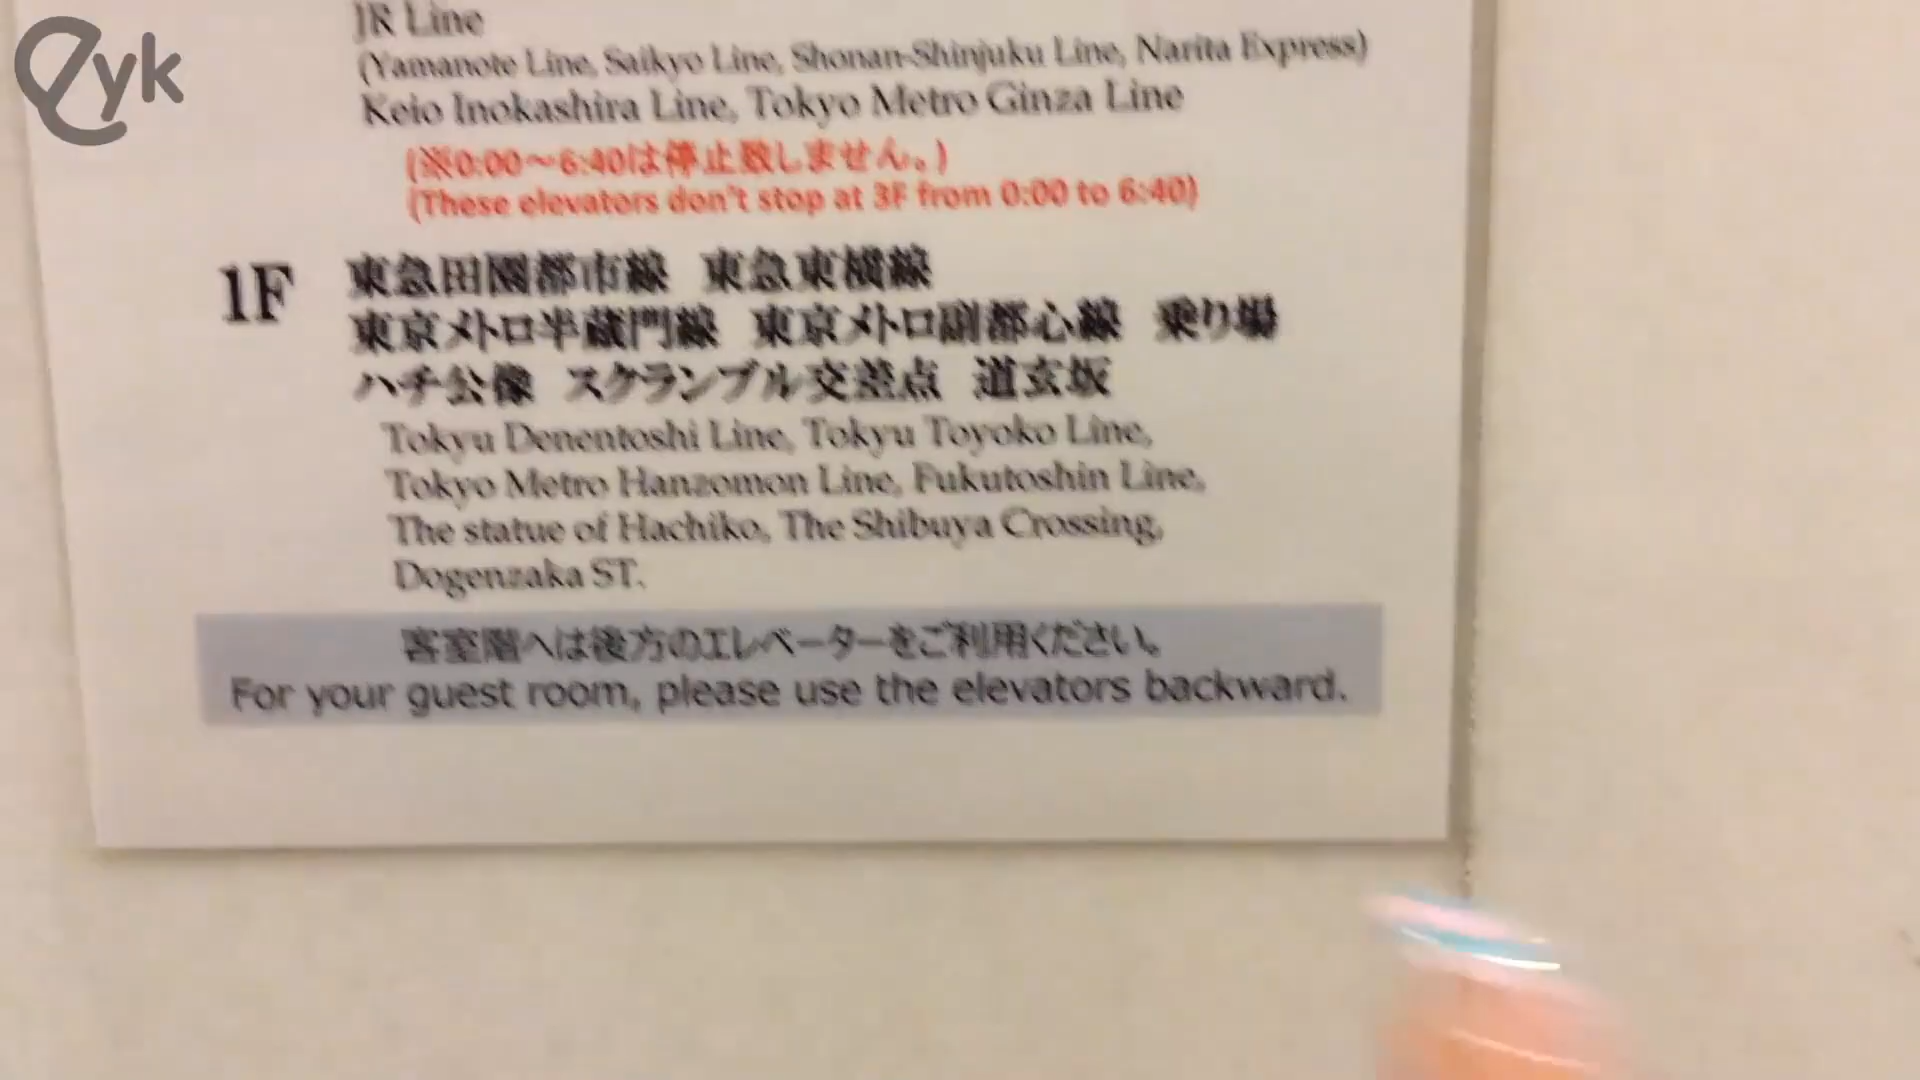 eyk
JR Line
(Yamanote Line, Saikyo Line, Shonan-Shinjuku Line, Narita Express)
Keio Inokashira Line, Tokyo Metro Ginza Line
(※0:00～6:40は停止致しません。)
(These elevators don't stop at 3F from 0:00 to 6:40)
1F 東急田園都市線 東急東横線
東京メトロ半蔵門線 東京メトロ副都心線 乗り場
ハチ公像 スクランブル交差点 道玄坂
Tokyu Denentoshi Line, Tokyu Toyoko Line,
Tokyo Metro Hanzomon Line, Fukutoshin Line,
The statue of Hachiko, The Shibuya Crossing,
Dogenzaka ST.
客室階へは後方のエレベーターをご利用ください。
For your guest room, please use the elevators backward.